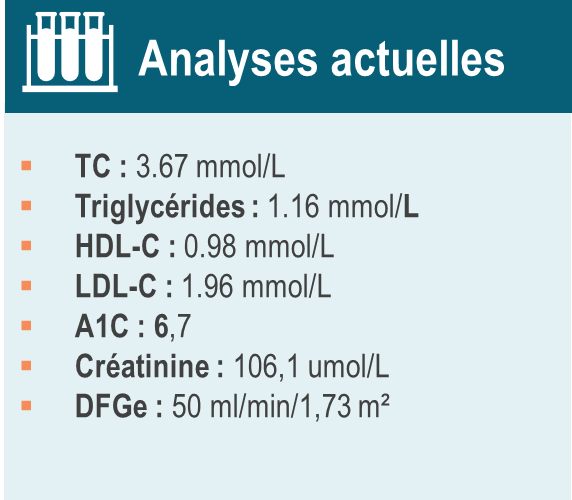 Analyses actuelles
▪ TC : 3.67 mmol/L
▪ Triglycérides : 1.16 mmol/L
▪ HDL-C : 0.98 mmol/L
▪ LDL-C : 1.96 mmol/L
▪ A1C : 6,7
▪ Créatinine : 106,1 umol/L
▪ DFGe : 50 ml/min/1,73 m²